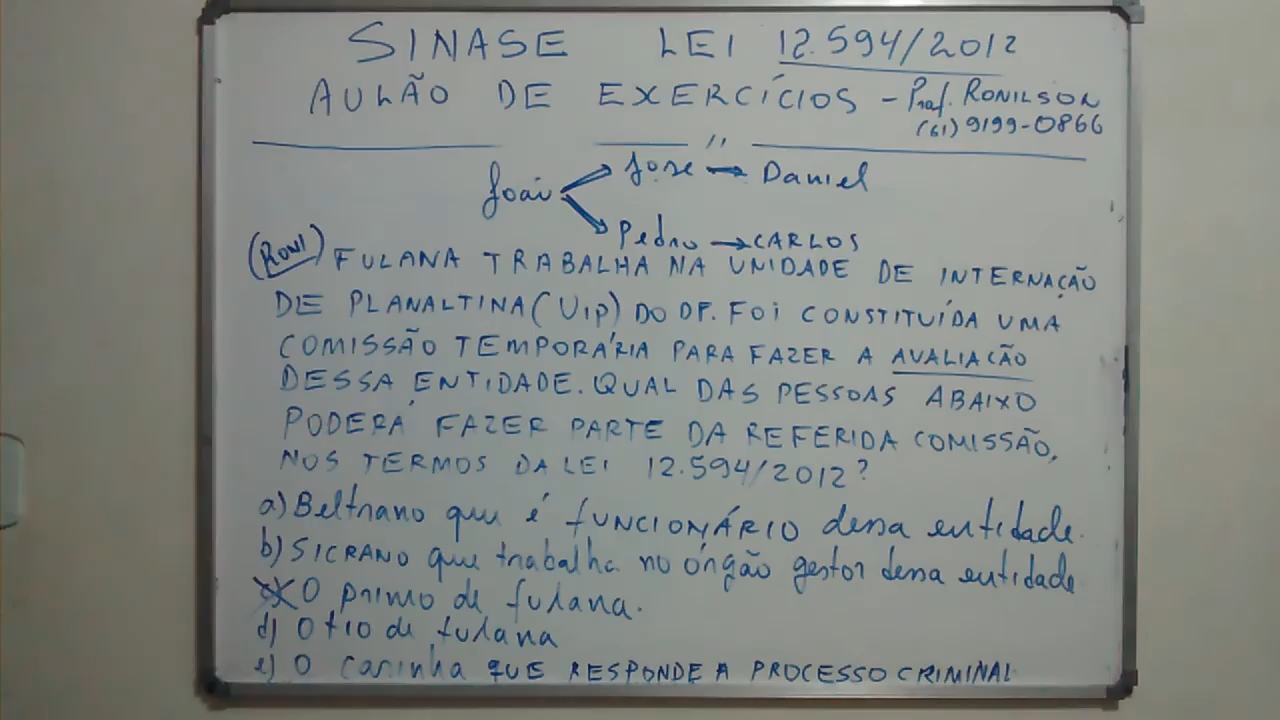 SINASE LEI 12.594/2012
AULÃO DE EXERCÍCIOS - Prof. RONILSON
(61) 9199-0866
João José → Daniel
Pedro → CARLOS
(RONI) FULANA TRABALHA NA UNIDADE DE INTERNAÇÃO
DE PLANALTINA (UIP) DO DF. FOI CONSTITUÍDA UMA
COMISSÃO TEMPORÁRIA PARA FAZER A AVALIAÇÃO
DESSA ENTIDADE. QUAL DAS PESSOAS ABAIXO
PODERÁ FAZER PARTE DA REFERIDA COMISSÃO,
NOS TERMOS DA LEI 12.594/2012?
a) Beltrano que é FUNCIONÁRIO dessa entidade.
b) SICRANO que trabalha no órgão gestor dessa entidade
O primo de fulana.
d) O tio de fulana
e) O carinha QUE RESPONDE A PROCESSO CRIMINAL